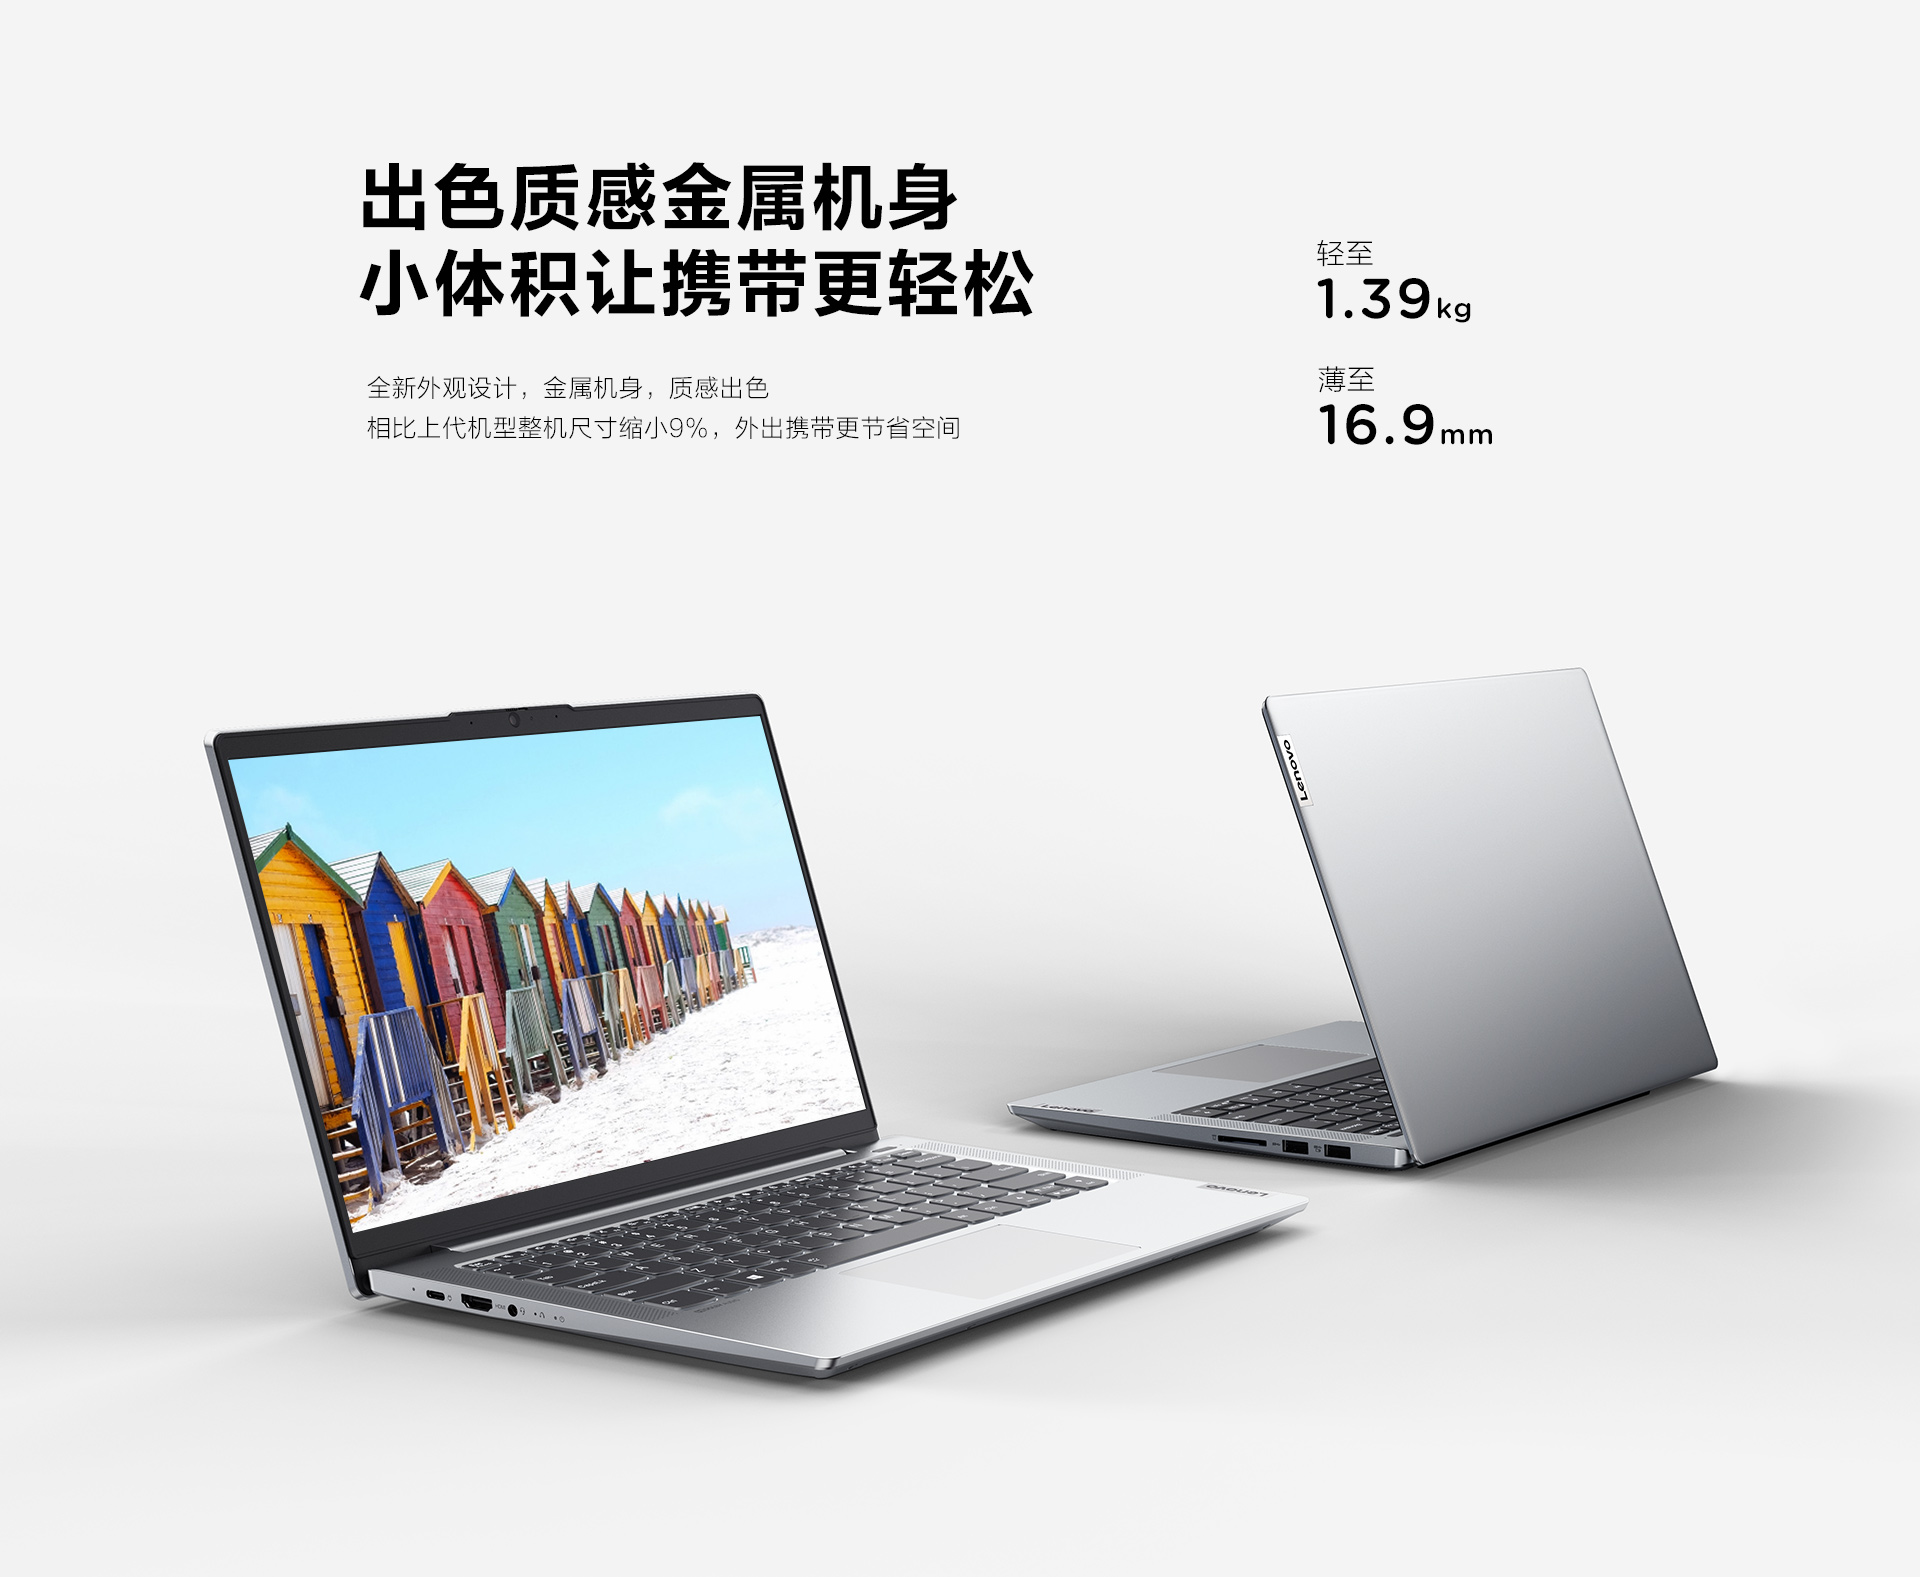 出色质感金属机身
小体积让携带更轻松
全新外观设计，金属机身，质感出色
相比上代机型整机尺寸缩小9%，外出携带更节省空间
轻至
1.39kg
薄至
16.9mm
Lenovo
Lenovo
Lenovo
HDMI